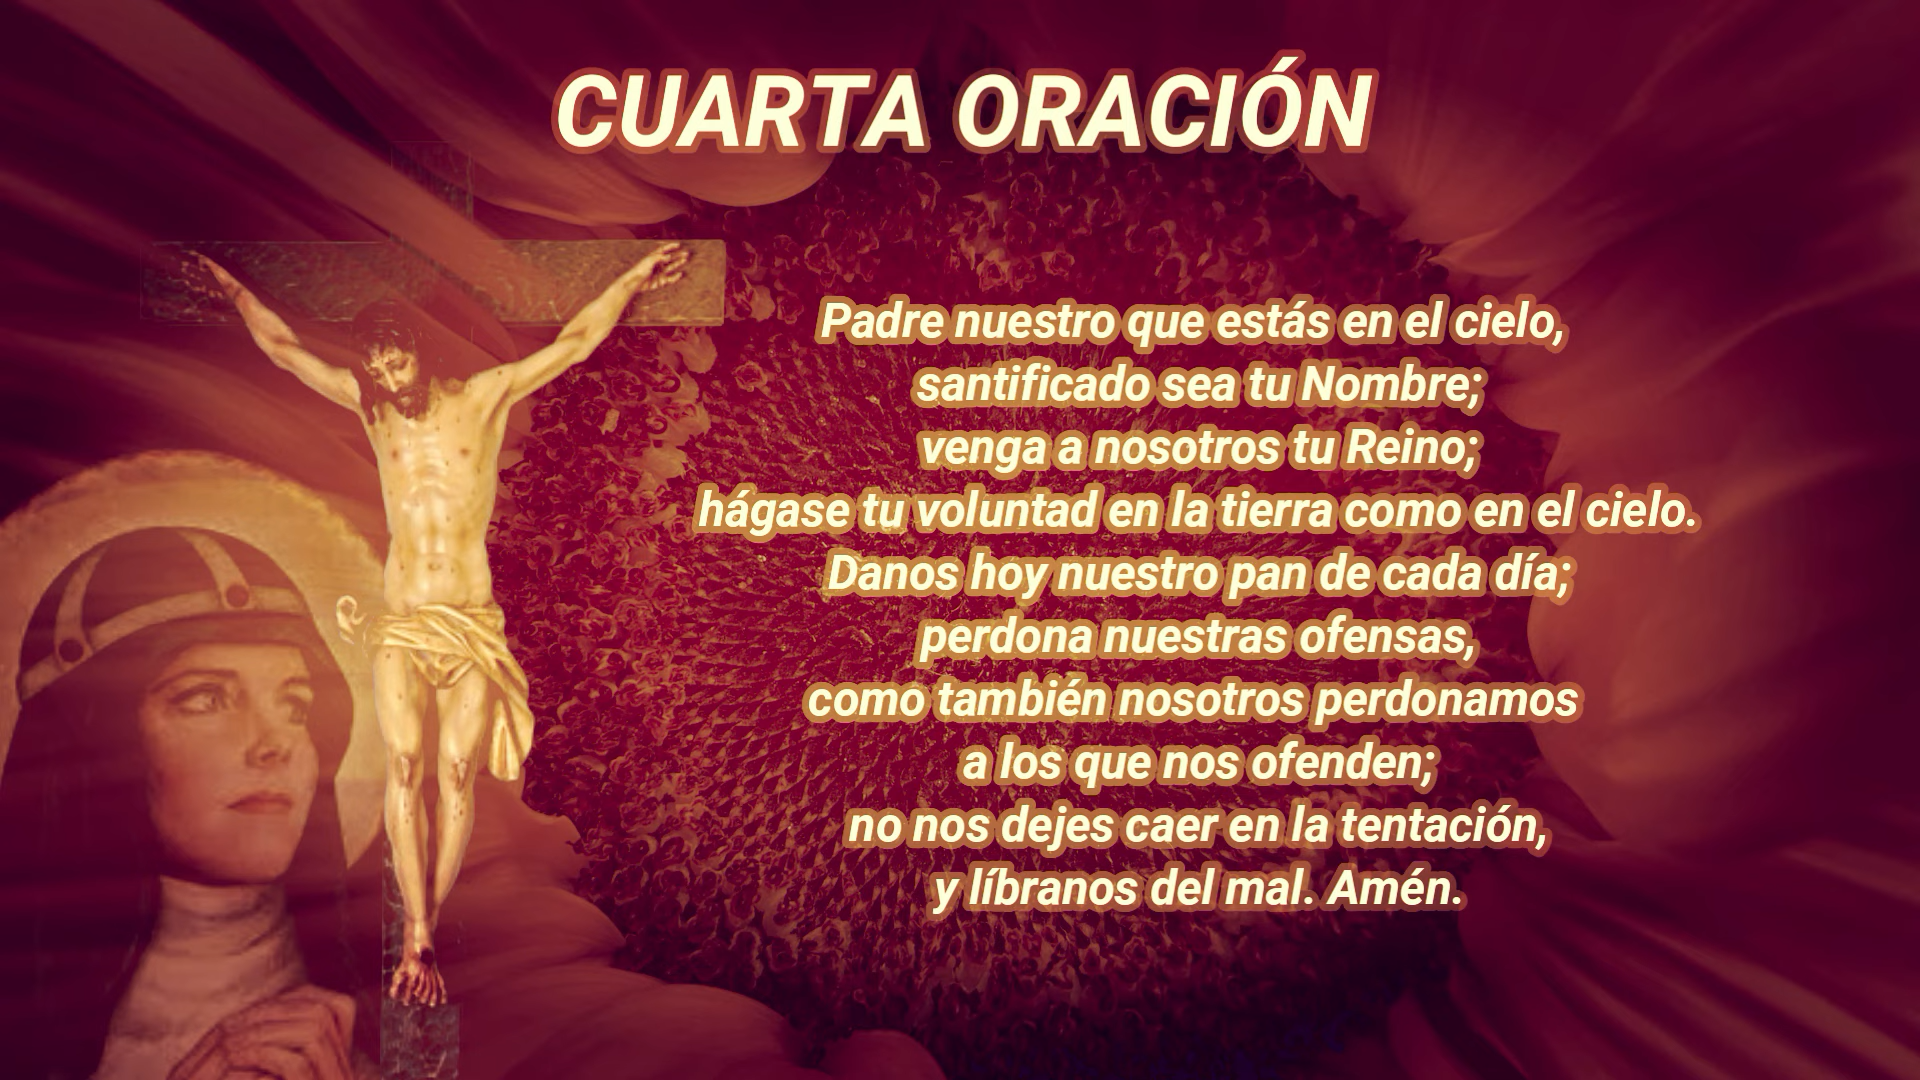 CUARTA ORACIÓN
Padre nuestro que estás en el cielo,
santificado sea tu Nombre;
venga a nosotros tu Reino;
hágase tu voluntad en la tierra como en el cielo.
Danos hoy nuestro pan de cada día;
perdona nuestras ofensas,
como también nosotros perdonamos
a los que nos ofenden;
no nos dejes caer en la tentación,
y líbranos del mal. Amén.